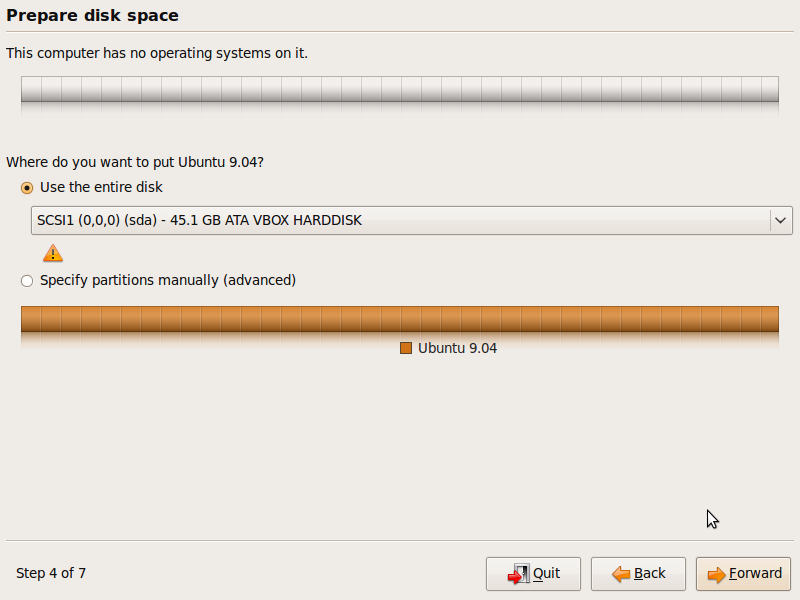 Prepare disk space
This computer has no operating systems on it.
Where do you want to put Ubuntu 9.04?
Use the entire disk
SCSI1 (0,0,0) (sda) - 45.1 GB ATA VBOX HARDDISK
Specify partitions manually (advanced)
Ubuntu 9.04
Step 4 of 7
Quit
Back
Forward